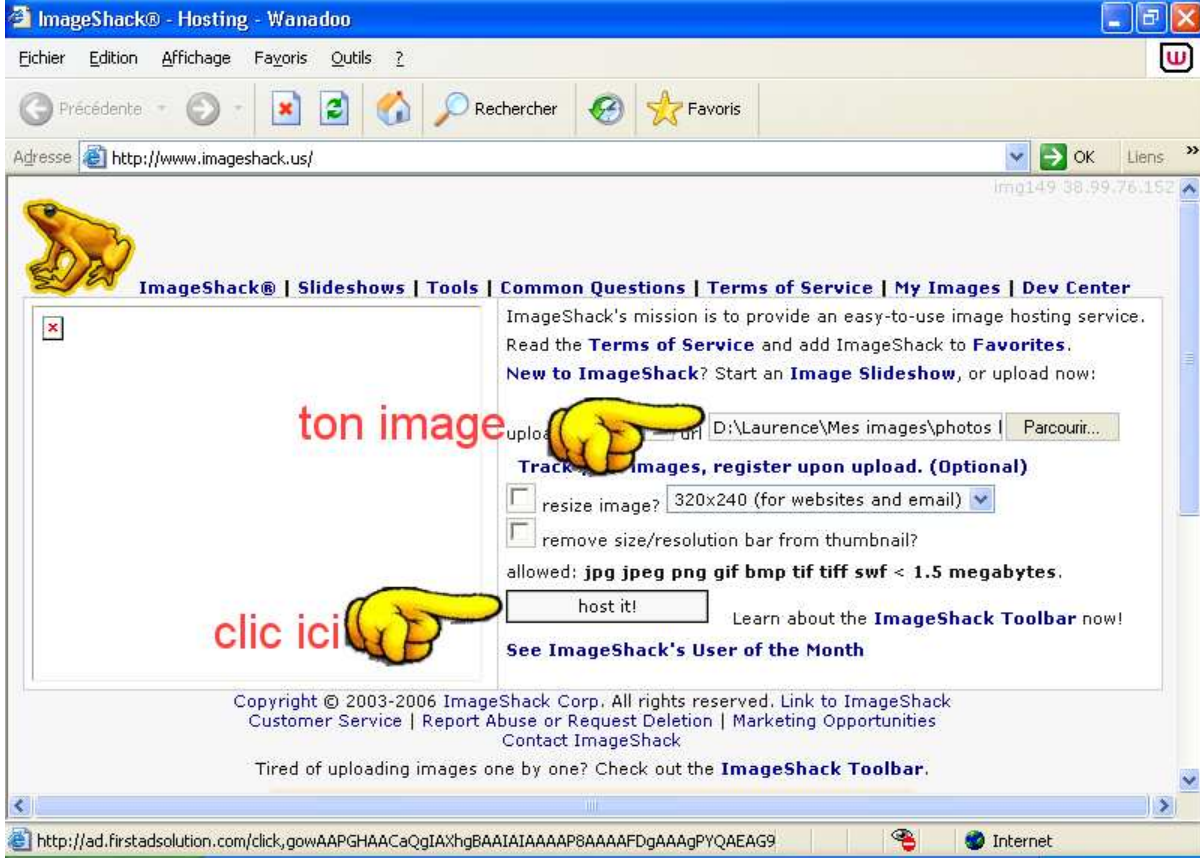 ImageShack® - Hosting - Wanadoo
Fichier Edition Affichage Favoris Outils ?
Précédente Rechercher Favoris
Adresse http://www.imageshack.us/ OK Liens »
img149 38.99.76.152
ImageShack® | Slideshows | Tools | Common Questions | Terms of Service | My Images | Dev Center
ImageShack's mission is to provide an easy-to-use image hosting service.
Read the Terms of Service and add ImageShack to Favorites.
New to ImageShack? Start an Image Slideshow, or upload now:
ton image
url D:\Laurence\Mes images\photos Parcourir...
Track images, register upon upload. (Optional)
resize image? 320x240 (for websites and email)
remove size/resolution bar from thumbnail?
allowed: jpg jpeg png gif bmp tif tiff swf < 1.5 megabytes.
clic ici
host it! Learn about the ImageShack Toolbar now!
See ImageShack's User of the Month
Copyright © 2003-2006 ImageShack Corp. All rights reserved. Link to ImageShack
Customer Service | Report Abuse or Request Deletion | Marketing Opportunities
Contact ImageShack
Tired of uploading images one by one? Check out the ImageShack Toolbar.
http://ad.firstadsolution.com/click,gowAAPGHAACaQgIAXhgBAAIAIAAAAP8AAAAFDgAAAgPYQAEAG9 Internet